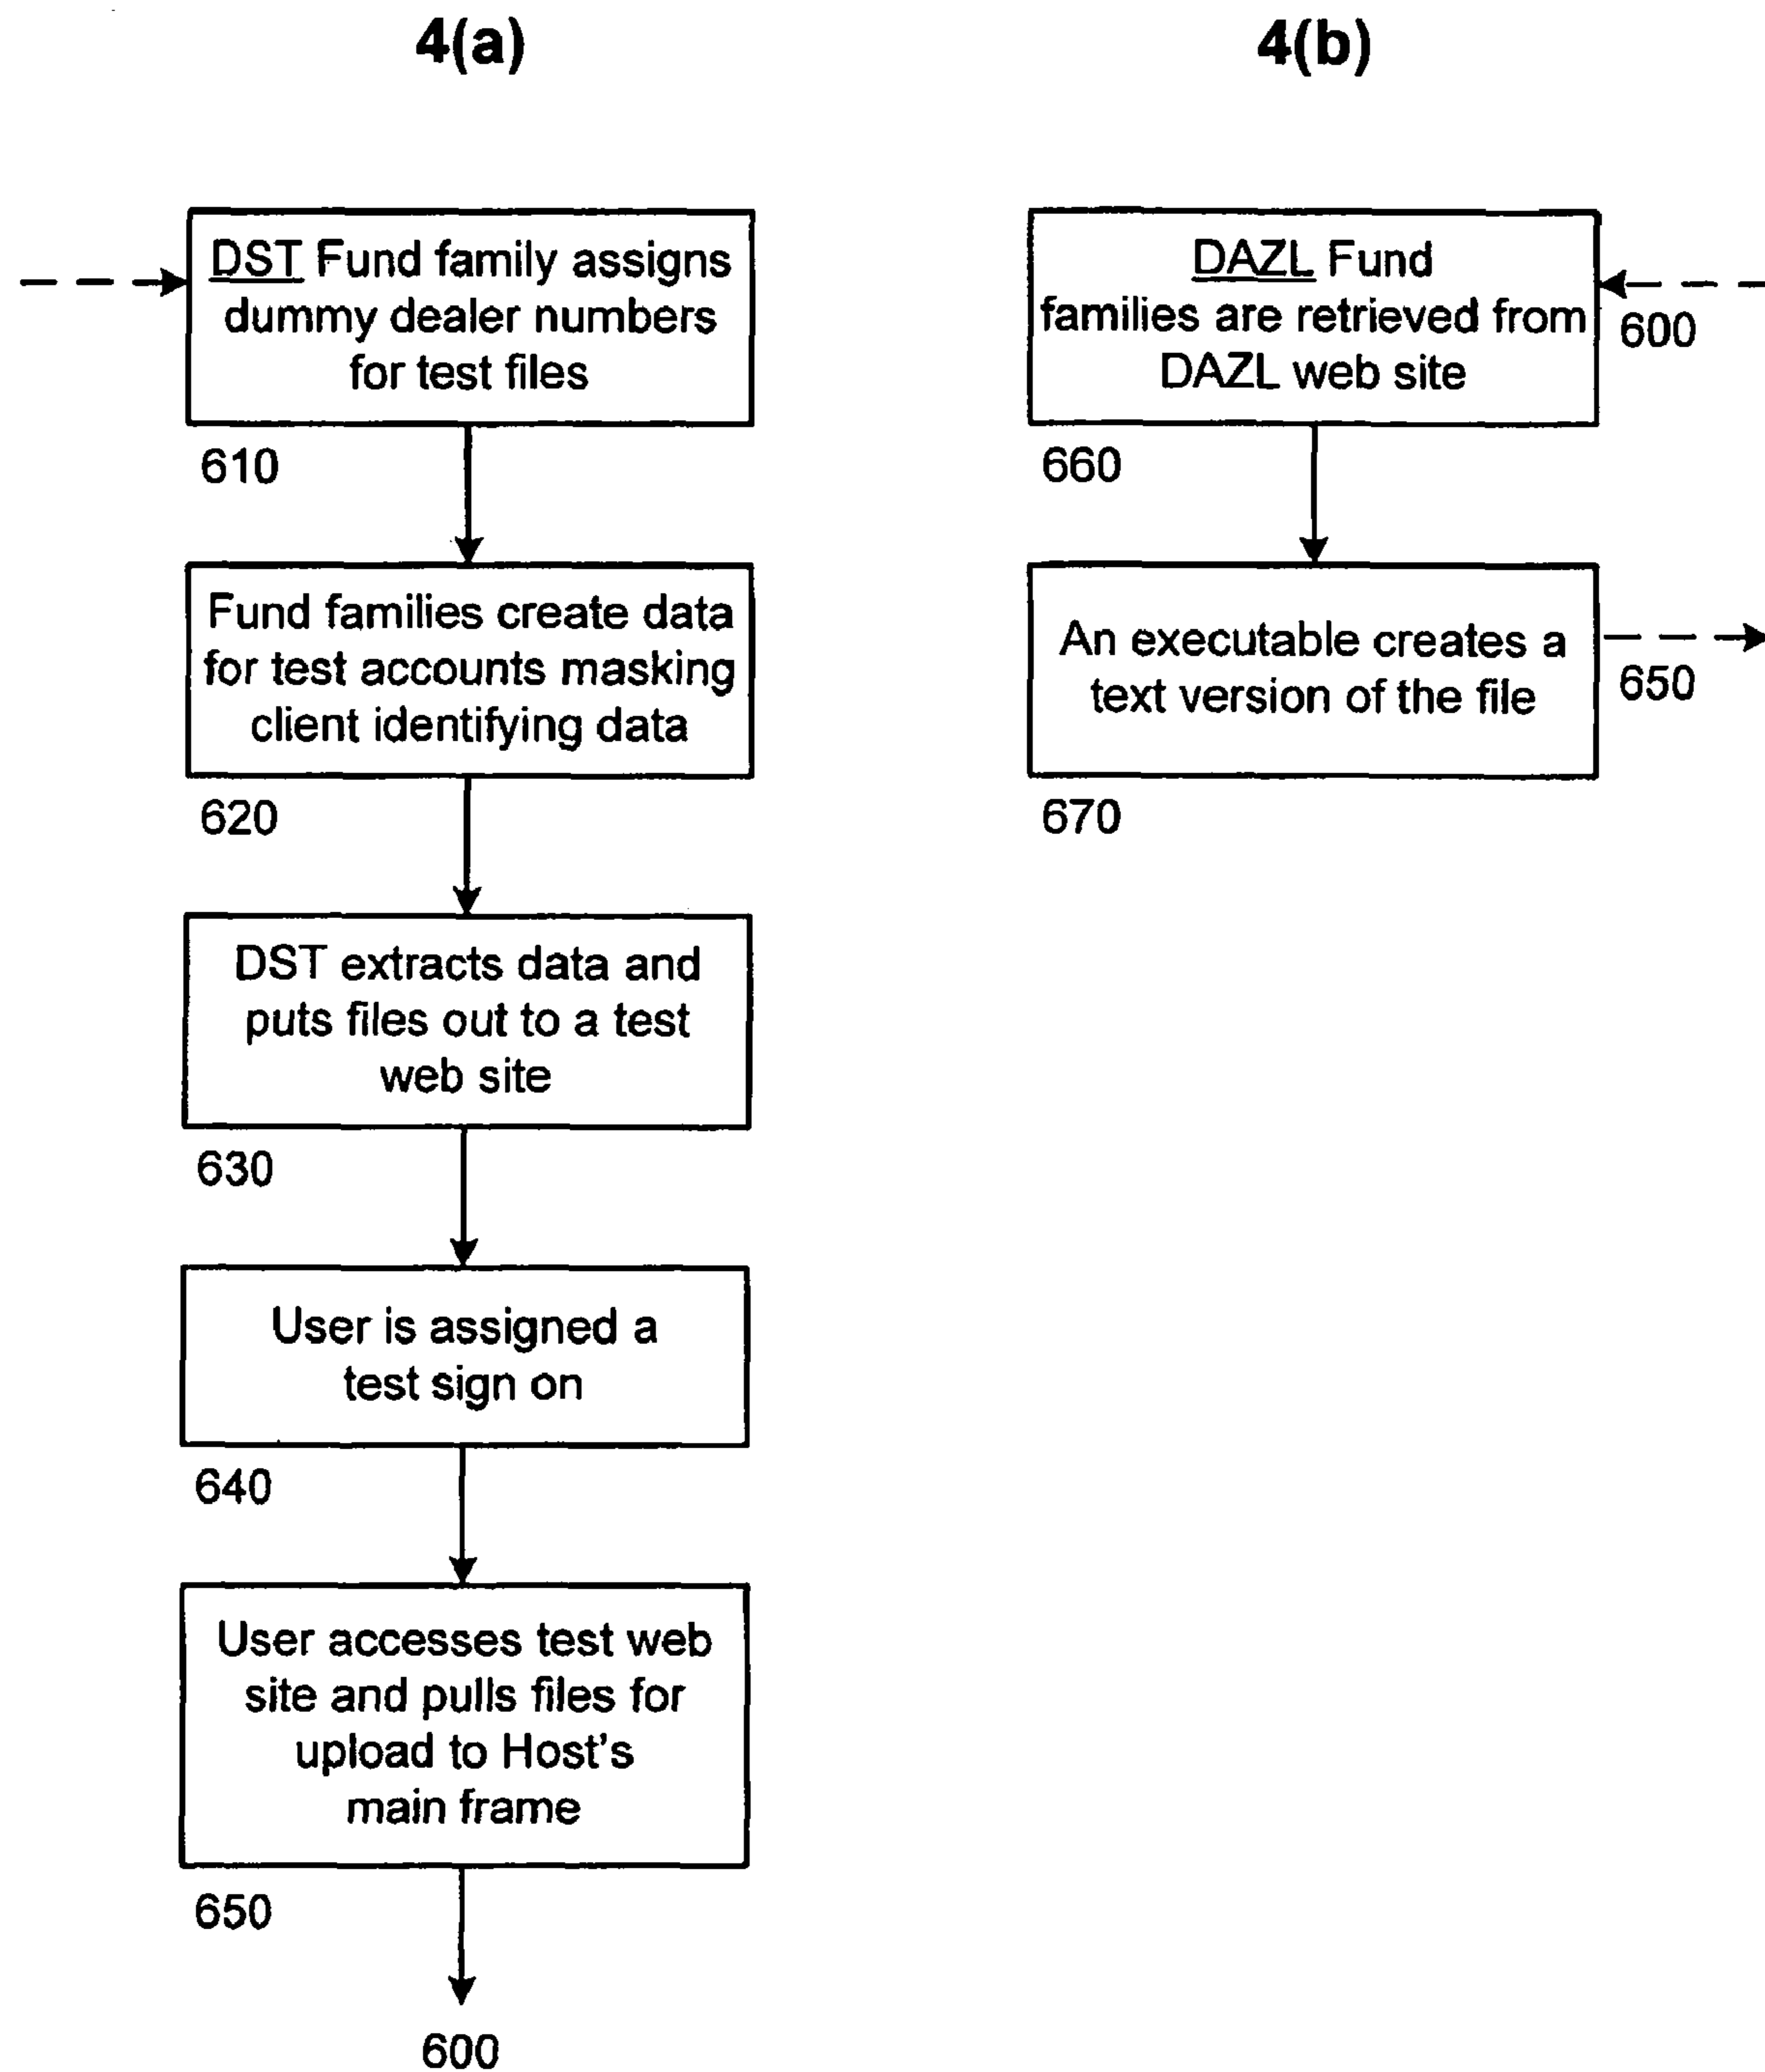 4(a)
DST Fund family assigns
dummy dealer numbers
for test files
610
Fund families create data
for test accounts masking
client identifying data
620
DST extracts data and
puts files out to a test
web site
630
User is assigned a
test sign on
640
User accesses test web
site and pulls files for
upload to Host's
main frame
650
600
4(b)
DAZL Fund
families are retrieved from
DAZL web site
600
660
An executable creates a
text version of the file
650
670